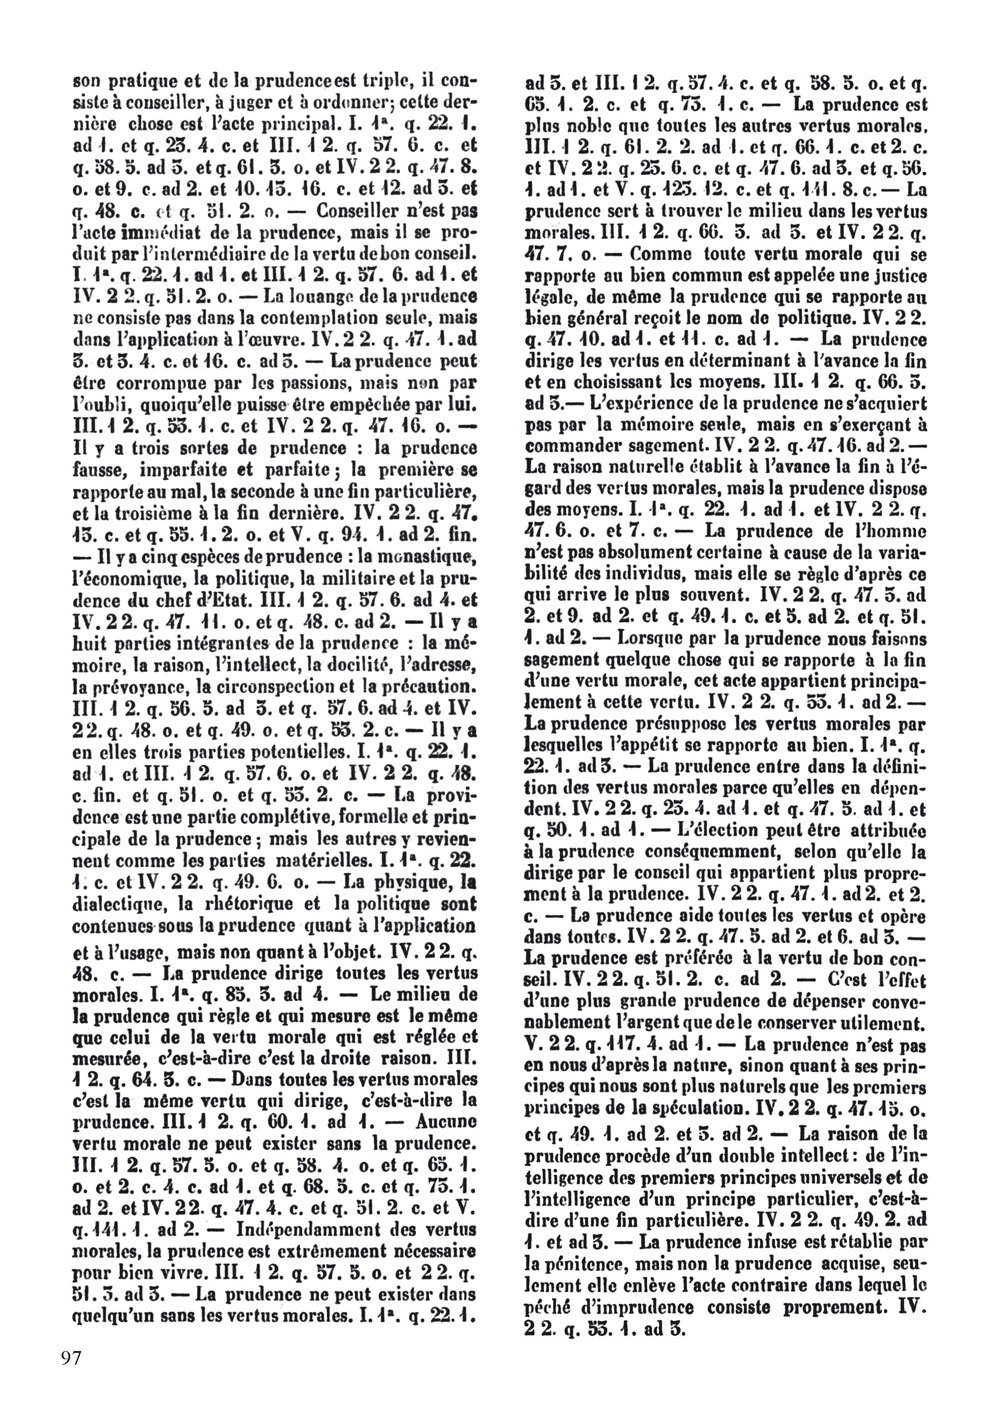 son pratique et de la prudence est triple, il con-
siste à conseiller, à juger et à ordonner; cette der-
nière chose est l'acte principal. I. 1ª. q. 22. 1.
ad 1. et q. 23. 4. c. et III. 1 2. q. 57. 6. c. et
q. 58. 5. ad 3. et q. 61. 3. o. et IV. 2 2. q. 47. 8.
o. et 9. c. ad 2. et 10. 13. 16. c. et 12. ad 3. et
q. 48. c. et q. 51. 2. o. — Conseiller n'est pas
l'acte immédiat de la prudence, mais il se pro-
duit par l'intermédiaire de la vertu de bon conseil.
I. 1ª. q. 22. 1. ad 1. et III. 1 2. q. 57. 6. ad 1. et
IV. 2 2. q. 51. 2. o. — La louange de la prudence
ne consiste pas dans la contemplation seule, mais
dans l'application à l'œuvre. IV. 2 2. q. 47. 1. ad
3. et 3. 4. c. et 16. c. ad 3. — La prudence peut
être corrompue par les passions, mais non par
l'oubli, quoiqu'elle puisse être empêchée par lui.
III. 1 2. q. 53. 1. c. et IV. 2 2. q. 47. 16. o. —
Il y a trois sortes de prudence : la prudence
fausse, imparfaite et parfaite; la première se
rapporte au mal, la seconde à une fin particulière,
et la troisième à la fin dernière. IV. 2 2. q. 47.
13. c. et q. 55. 1. 2. o. et V. q. 94. 1. ad 2. fin.
— Il y a cinq espèces de prudence : la monastique,
l'économique, la politique, la militaire et la pru-
dence du chef d'Etat. III. 1 2. q. 57. 6. ad 4. et
IV. 2 2. q. 47. 11. o. et q. 48. c. ad 2. — Il y a
huit parties intégrantes de la prudence : la mé-
moire, la raison, l'intellect, la docilité, l'adresse,
la prévoyance, la circonspection et la précaution.
III. 1 2. q. 56. 5. ad 3. et q. 57. 6. ad 4. et IV.
2 2. q. 48. o. et q. 49. o. et q. 53. 2. c. — Il y a
en elles trois parties potentielles. I. 1ª. q. 22. 1.
ad 1. et III. 1 2. q. 57. 6. o. et IV. 2 2. q. 48.
c. fin. et q. 51. o. et q. 53. 2. c. — La provi-
dence est une partie complétive, formelle et prin-
cipale de la prudence; mais les autres y revien-
nent comme les parties matérielles. I. 1ª. q. 22.
1. c. et IV. 2 2. q. 49. 6. o. — La physique, la
dialectique, la rhétorique et la politique sont
contenues sous la prudence quant à l'application
et à l'usage, mais non quant à l'objet. IV. 2 2. q.
48. c. — La prudence dirige toutes les vertus
morales. I. 1ª. q. 85. 3. ad 4. — Le milieu de
la prudence qui règle et qui mesure est le même
que celui de la vertu morale qui est réglée et
mesurée, c'est-à-dire c'est la droite raison. III.
1 2. q. 64. 3. c. — Dans toutes les vertus morales
c'est la même vertu qui dirige, c'est-à-dire la
prudence. III. 1 2. q. 60. 1. ad 1. — Aucune
vertu morale ne peut exister sans la prudence.
III. 1 2. q. 57. 5. o. et q. 58. 4. o. et q. 65. 1.
o. et 2. c. 4. c. ad 1. et q. 68. 5. c. et q. 73. 1.
ad 2. et IV. 2 2. q. 47. 4. c. et q. 51. 2. c. et V.
q. 141. 1. ad 2. — Indépendamment des vertus
morales, la prudence est extrêmement nécessaire
pour bien vivre. III. 1 2. q. 57. 5. o. et 2 2. q.
51. 3. ad 3. — La prudence ne peut exister dans
quelqu'un sans les vertus morales. I. 1ª. q. 22. 1.
ad 3. et III. 1 2. q. 57. 4. c. et q. 58. 5. o. et q.
65. 1. 2. c. et q. 73. 1. c. — La prudence est
plus noble que toutes les autres vertus morales.
III. 1 2. q. 61. 2. 2. ad 1. et q. 66. 1. c. et 2. c.
et IV. 2 2. q. 23. 6. c. et q. 47. 6. ad 3. et q. 56.
1. ad 1. et V. q. 123. 12. c. et q. 141. 8. c. — La
prudence sert à trouver le milieu dans les vertus
morales. III. 1 2. q. 66. 3. ad 3. et IV. 2 2. q.
47. 7. o. — Comme toute vertu morale qui se
rapporte au bien commun est appelée une justice
légale, de même la prudence qui se rapporte au
bien général reçoit le nom de politique. IV. 2 2.
q. 47. 10. ad 1. et 11. c. ad 1. — La prudence
dirige les vertus en déterminant à l'avance la fin
et en choisissant les moyens. III. 1 2. q. 66. 3.
ad 3. — L'expérience de la prudence ne s'acquiert
pas par la mémoire seule, mais en s'exerçant à
commander sagement. IV. 2 2. q. 47. 16. ad 2. —
La raison naturelle établit à l'avance la fin à l'é-
gard des vertus morales, mais la prudence dispose
des moyens. I. 1ª. q. 22. 1. ad 1. et IV. 2 2. q.
47. 6. o. et 7. c. — La prudence de l'homme
n'est pas absolument certaine à cause de la varia-
bilité des individus, mais elle se règle d'après ce
qui arrive le plus souvent. IV. 2 2. q. 47. 3. ad
2. et 9. ad 2. et q. 49. 1. c. et 5. ad 2. et q. 51.
1. ad 2. — Lorsque par la prudence nous faisons
sagement quelque chose qui se rapporte à la fin
d'une vertu morale, cet acte appartient principa-
lement à cette vertu. IV. 2 2. q. 53. 1. ad 2. —
La prudence présuppose les vertus morales par
lesquelles l'appétit se rapporte au bien. I. 1ª. q.
22. 1. ad 3. — La prudence entre dans la défini-
tion des vertus morales parce qu'elles en dépen-
dent. IV. 2 2. q. 23. 4. ad 1. et q. 47. 5. ad 1. et
q. 50. 1. ad 1. — L'élection peut être attribuée
à la prudence conséquemment, selon qu'elle la
dirige par le conseil qui appartient plus propre-
ment à la prudence. IV. 2 2. q. 47. 1. ad 2. et 2.
c. — La prudence aide toutes les vertus et opère
dans toutes. IV. 2 2. q. 47. 5. ad 2. et 6. ad 3. —
La prudence est préférée à la vertu de bon con-
seil. IV. 2 2. q. 51. 2. c. ad 2. — C'est l'effet
d'une plus grande prudence de dépenser conve-
nablement l'argent que de le conserver utilement.
V. 2 2. q. 117. 4. ad 1. — La prudence n'est pas
en nous d'après la nature, sinon quant à ses prin-
cipes qui nous sont plus naturels que les premiers
principes de la spéculation. IV. 2 2. q. 47. 15. o.
et q. 49. 1. ad 2. et 3. ad 2. — La raison de la
prudence procède d'un double intellect : de l'in-
telligence des premiers principes universels et de
l'intelligence d'un principe particulier, c'est-à-
dire d'une fin particulière. IV. 2 2. q. 49. 2. ad
1. et ad 3. — La prudence infuse est rétablie par
la pénitence, mais non la prudence acquise, seu-
lement elle enlève l'acte contraire dans lequel le
péché d'imprudence consiste proprement. IV.
2 2. q. 53. 1. ad 3.
97